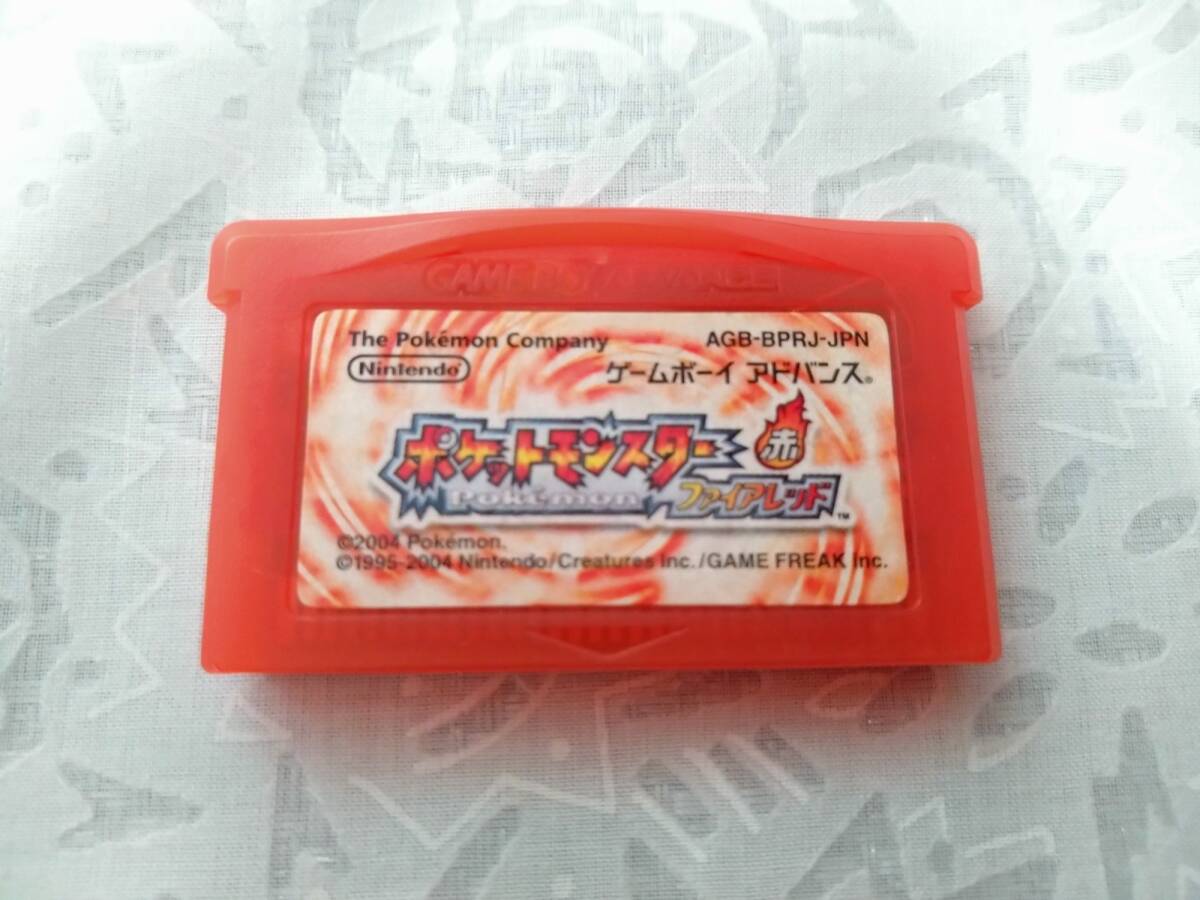 GAME BOY ADVANCE
The Pokémon Company
AGB-BPRJ-JPN
Nintendo
ゲームボーイ アドバンス®
ポケットモンスター
赤
Pokémon
ファイアレッド™
©2004 Pokémon.
©1995-2004 Nintendo/Creatures Inc./GAME FREAK Inc.